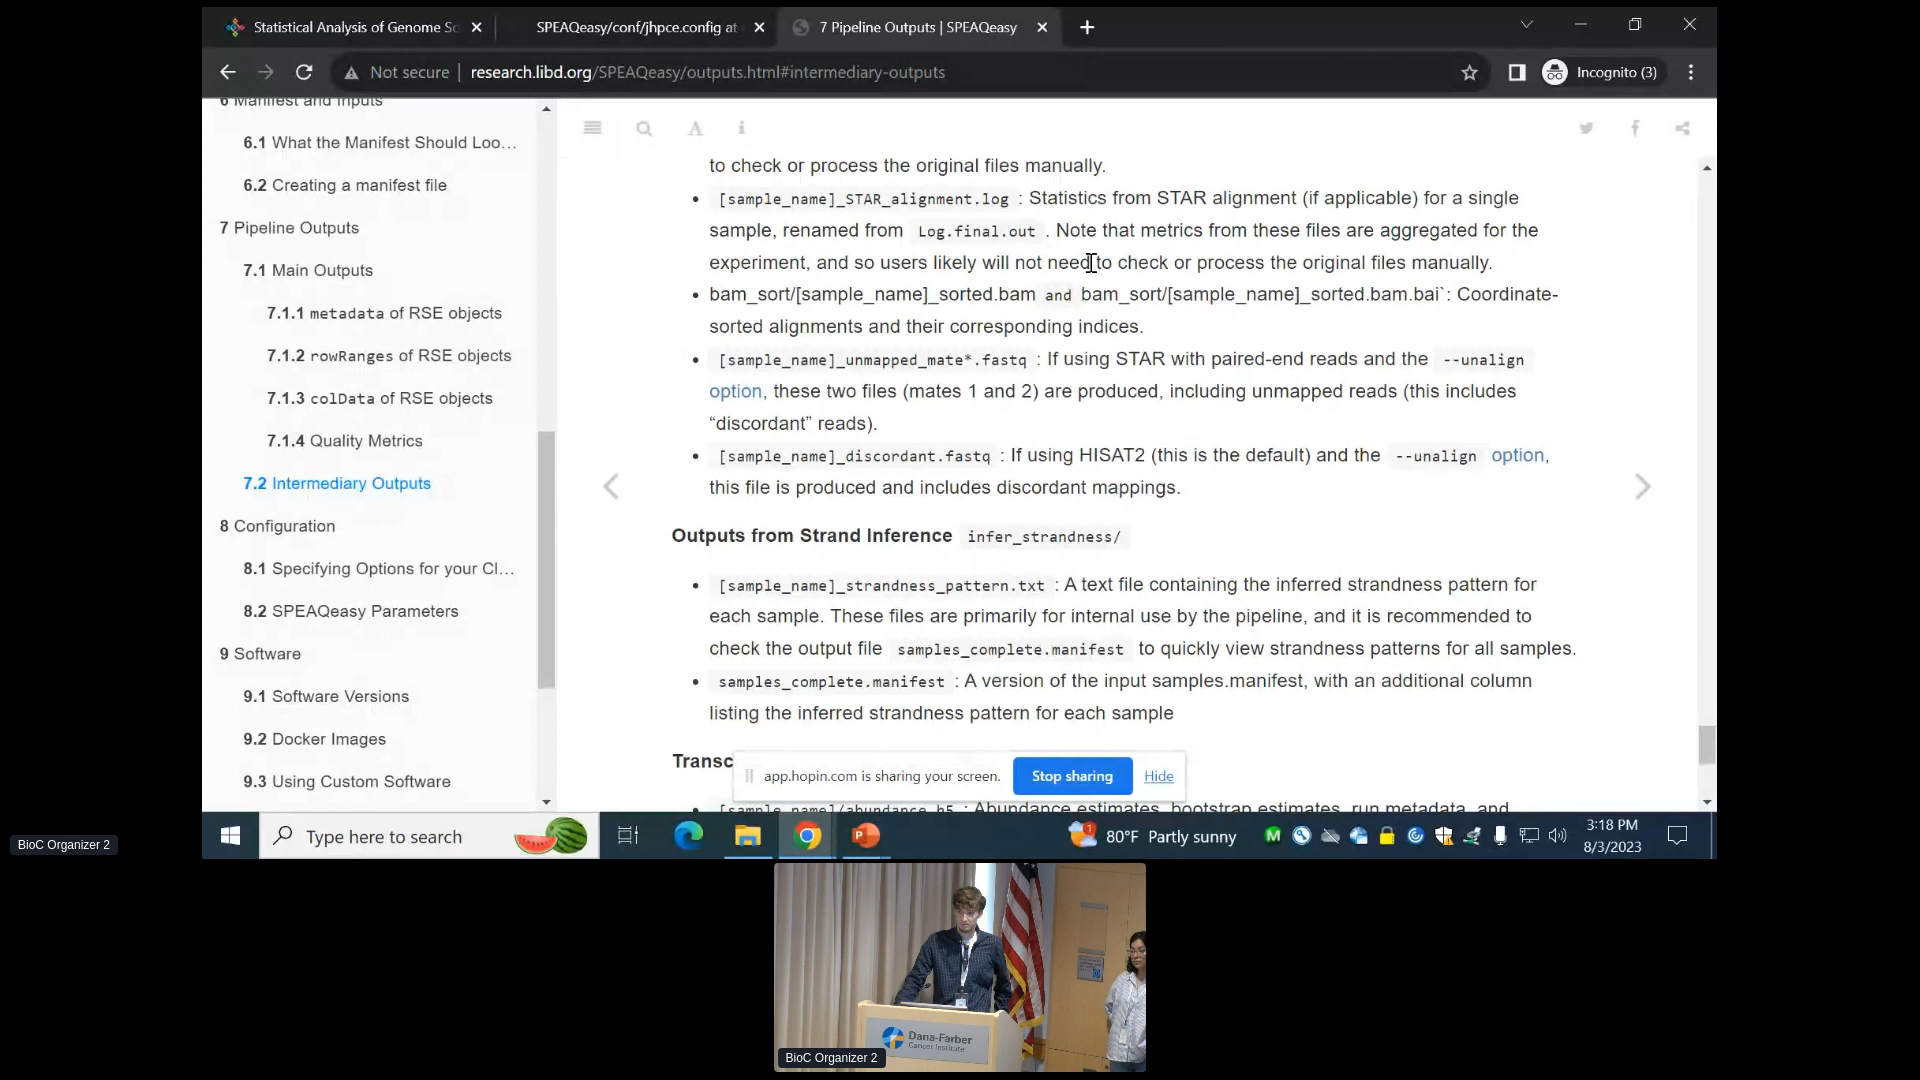 Statistical Analysis of Genome Sc
SPEAQeasy/conf/jhpce.config at
7 Pipeline Outputs | SPEAQeasy
Not secure
research.libd.org/SPEAQeasy/outputs.html#intermediary-outputs
Incognito (3)
6 Manifest and Inputs
6.1 What the Manifest Should Loo…
6.2 Creating a manifest file
7 Pipeline Outputs
7.1 Main Outputs
7.1.1 metadata of RSE objects
7.1.2 rowRanges of RSE objects
7.1.3 colData of RSE objects
7.1.4 Quality Metrics
7.2 Intermediary Outputs
8 Configuration
8.1 Specifying Options for your Cl…
8.2 SPEAQeasy Parameters
9 Software
9.1 Software Versions
9.2 Docker Images
9.3 Using Custom Software
to check or process the original files manually.
[sample_name]_STAR_alignment.log : Statistics from STAR alignment (if applicable) for a single
sample, renamed from Log.final.out . Note that metrics from these files are aggregated for the
experiment, and so users likely will not need to check or process the original files manually.
bam_sort/[sample_name]_sorted.bam and bam_sort/[sample_name]_sorted.bam.bai`: Coordinate-
sorted alignments and their corresponding indices.
[sample_name]_unmapped_mate*.fastq : If using STAR with paired-end reads and the --unalign
option, these two files (mates 1 and 2) are produced, including unmapped reads (this includes
“discordant” reads).
[sample_name]_discordant.fastq : If using HISAT2 (this is the default) and the --unalign option,
this file is produced and includes discordant mappings.
Outputs from Strand Inference infer_strandness/
[sample_name]_strandness_pattern.txt : A text file containing the inferred strandness pattern for
each sample. These files are primarily for internal use by the pipeline, and it is recommended to
check the output file samples_complete.manifest to quickly view strandness patterns for all samples.
samples_complete.manifest : A version of the input samples.manifest, with an additional column
listing the inferred strandness pattern for each sample
Transc
app.hopin.com is sharing your screen.
Stop sharing
Hide
[sample_name]/abundance.h5 : Abundance estimates, bootstrap estimates, run metadata, and
Type here to search
80°F Partly sunny
3:18 PM
8/3/2023
BioC Organizer 2
Dana-Farber
Cancer Institute
BioC Organizer 2